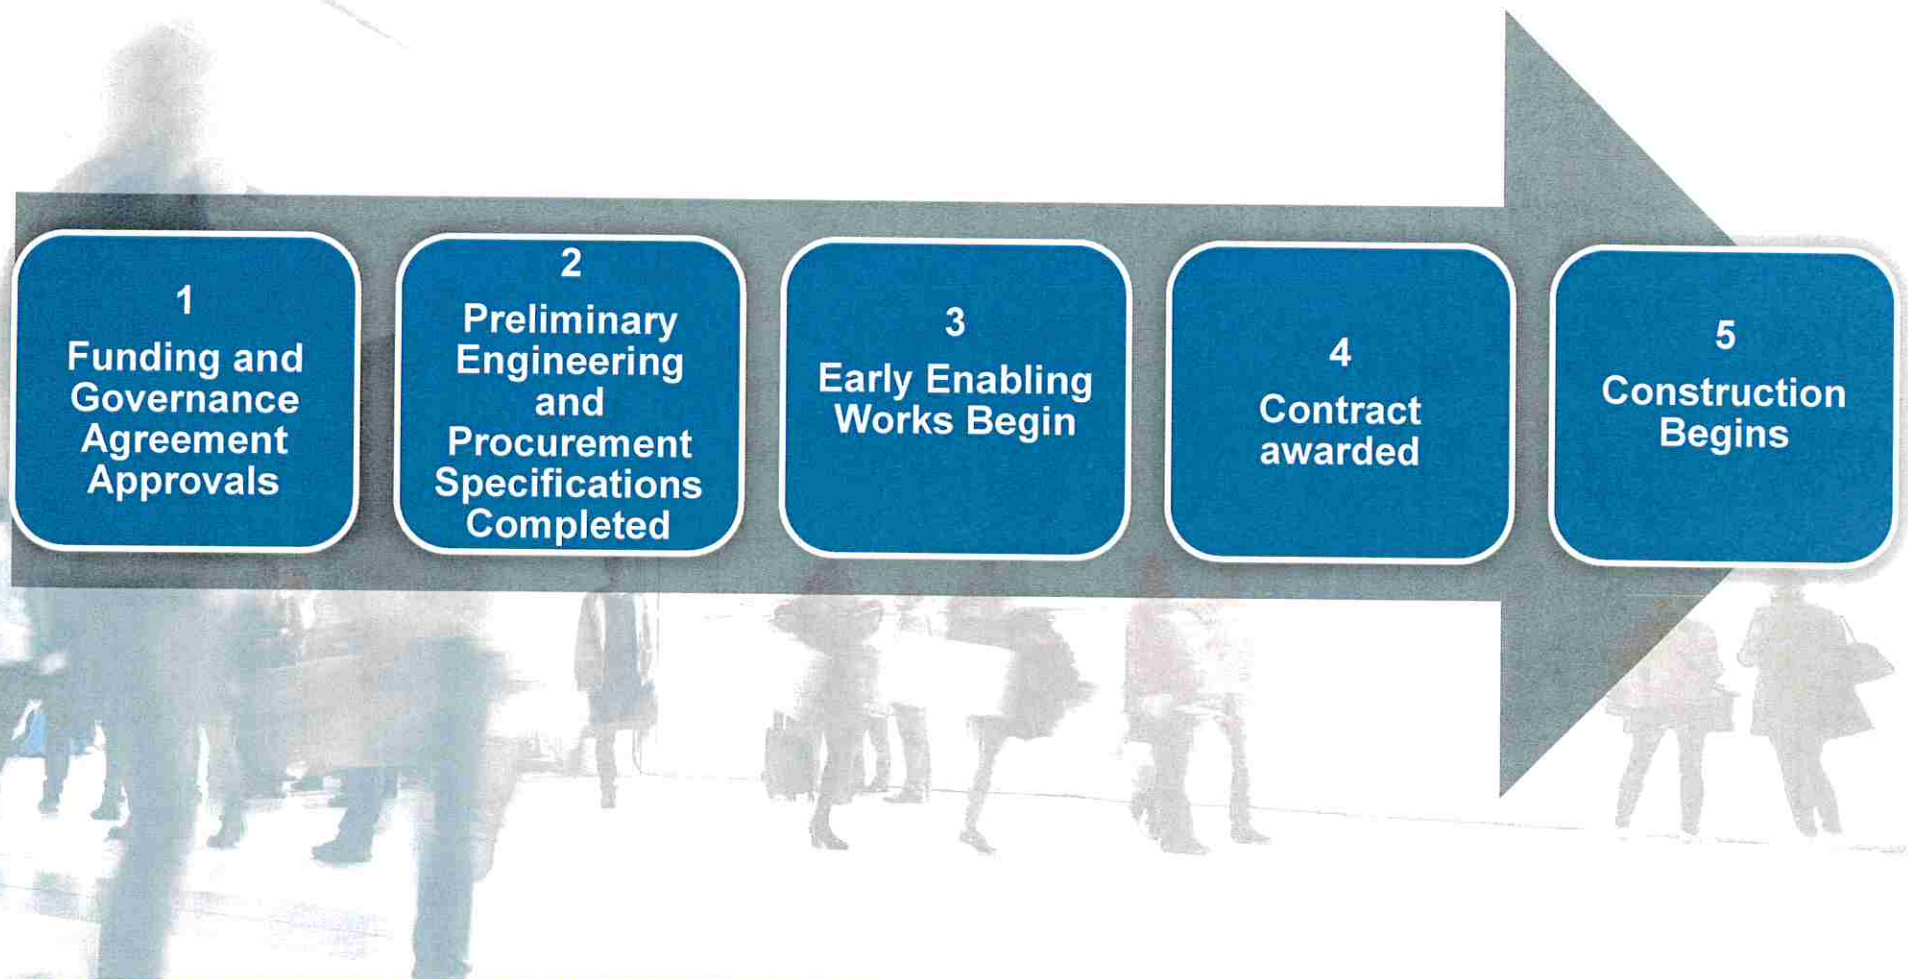 1
Funding and
Governance
Agreement
Approvals
2
Preliminary
Engineering
and
Procurement
Specifications
Completed
3
Early Enabling
Works Begin
4
Contract
awarded
5
Construction
Begins